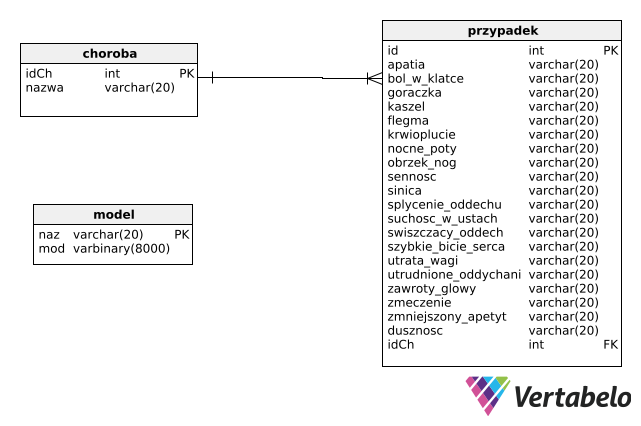 choroba
idCh int PK
nazwa varchar(20)
model
naz varchar(20) PK
mod varbinary(8000)
przypadek
id int PK
apatia varchar(20)
bol_w_klatce varchar(20)
goraczka varchar(20)
kaszel varchar(20)
flegma varchar(20)
krwioplucie varchar(20)
nocne_poty varchar(20)
obrzek_nog varchar(20)
sennosc varchar(20)
sinica varchar(20)
splycenie_oddechu varchar(20)
suchosc_w_ustach varchar(20)
swiszczacy_oddech varchar(20)
szybkie_bicie_serca varchar(20)
utrata_wagi varchar(20)
utrudnione_oddychani varchar(20)
zawroty_glowy varchar(20)
zmeczenie varchar(20)
zmniejszony_apetyt varchar(20)
dusznosc varchar(20)
idCh int FK
Vertabelo